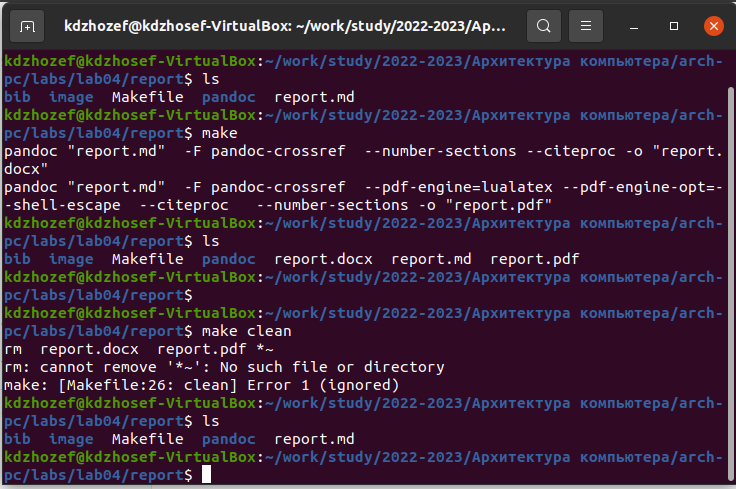 kdzhozef@kdzhosef-VirtualBox: ~/work/study/2022-2023/Ар...
kdzhozef@kdzhosef-VirtualBox:~/work/study/2022-2023/Архитектура компьютера/arch-
pc/labs/lab04/report$ ls
bib  image  Makefile  pandoc  report.md
kdzhozef@kdzhosef-VirtualBox:~/work/study/2022-2023/Архитектура компьютера/arch-
pc/labs/lab04/report$ make
pandoc "report.md"  -F pandoc-crossref  --number-sections --citeproc -o "report.
docx"
pandoc "report.md"  -F pandoc-crossref  --pdf-engine=lualatex --pdf-engine-opt=-
-shell-escape  --citeproc   --number-sections -o "report.pdf"
kdzhozef@kdzhosef-VirtualBox:~/work/study/2022-2023/Архитектура компьютера/arch-
pc/labs/lab04/report$ ls
bib  image  Makefile  pandoc  report.docx  report.md  report.pdf
kdzhozef@kdzhosef-VirtualBox:~/work/study/2022-2023/Архитектура компьютера/arch-
pc/labs/lab04/report$
kdzhozef@kdzhosef-VirtualBox:~/work/study/2022-2023/Архитектура компьютера/arch-
pc/labs/lab04/report$ make clean
rm  report.docx  report.pdf *~
rm: cannot remove '*~': No such file or directory
make: [Makefile:26: clean] Error 1 (ignored)
kdzhozef@kdzhosef-VirtualBox:~/work/study/2022-2023/Архитектура компьютера/arch-
pc/labs/lab04/report$ ls
bib  image  Makefile  pandoc  report.md
kdzhozef@kdzhosef-VirtualBox:~/work/study/2022-2023/Архитектура компьютера/arch-
pc/labs/lab04/report$